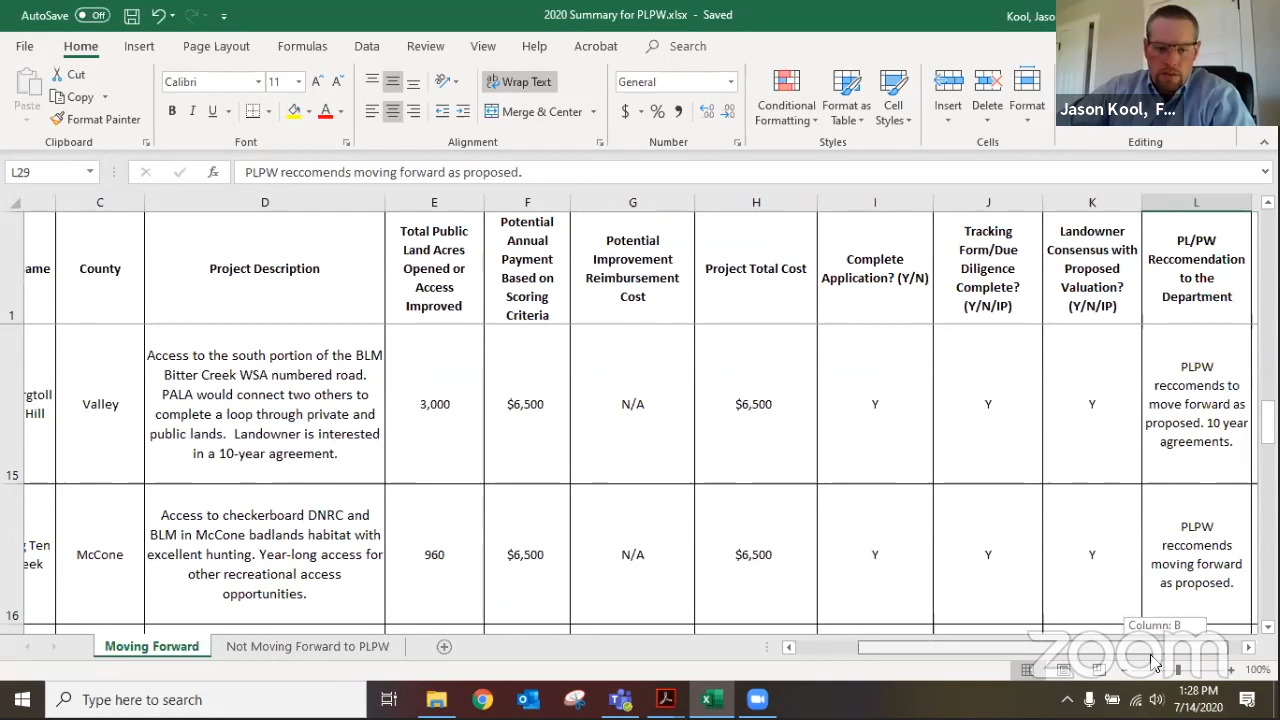 AutoSave Off 2020 Summary for PLPW.xlsx - Saved Kool, Jaso
File Home Insert Page Layout Formulas Data Review View Help Acrobat Search
Paste Cut
Copy
Format Painter
Calibri 11
B I U
Wrap Text
Merge & Center
General
$ % 9
Conditional Formatting
Format as Table
Cell Styles
Insert Delete Format
Jason Kool, F...
Clipboard Font Alignment Number Styles Cells Editing
L29 fx PLPW reccomends moving forward as proposed.
C D E F G H I J K L
ame
County
Project Description
Total Public
Land Acres
Opened or
Access
Improved
Potential
Annual
Payment
Based on
Scoring
Criteria
Potential
Improvement
Reimbursement
Cost
Project Total Cost
Complete
Application? (Y/N)
Tracking
Form/Due
Diligence
Complete?
(Y/N/IP)
Landowner
Consensus with
Proposed
Valuation?
(Y/N/IP)
PL/PW
Reccomendation
to the
Department
1
gtoll
Hill
Valley
Access to the south portion of the BLM
Bitter Creek WSA numbered road.
PALA would connect two others to
complete a loop through private and
public lands. Landowner is interested
in a 10-year agreement.
3,000
$6,500
N/A
$6,500
Y
Y
Y
PLPW
reccomends to
move forward as
proposed. 10 year
agreements.
15
g Ten
eek
McCone
Access to checkerboard DNRC and
BLM in McCone badlands habitat with
excellent hunting. Year-long access for
other recreational access
opportunities.
960
$6,500
N/A
$6,500
Y
Y
Y
PLPW
reccomends
moving forward
as proposed.
16
Column: B
Moving Forward Not Moving Forward to PLPW
zoom
100%
Type here to search
1:28 PM
7/14/2020